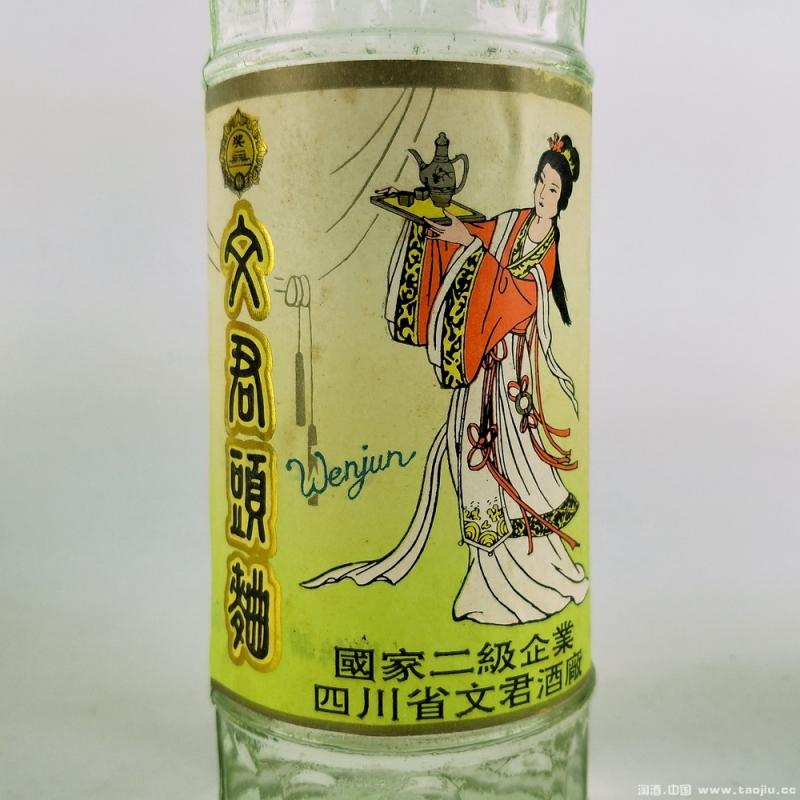 奖
文君頭麯
Wenjun
國家二級企業
四川省文君酒廠
淘酒.中国 www.taojiu.cc